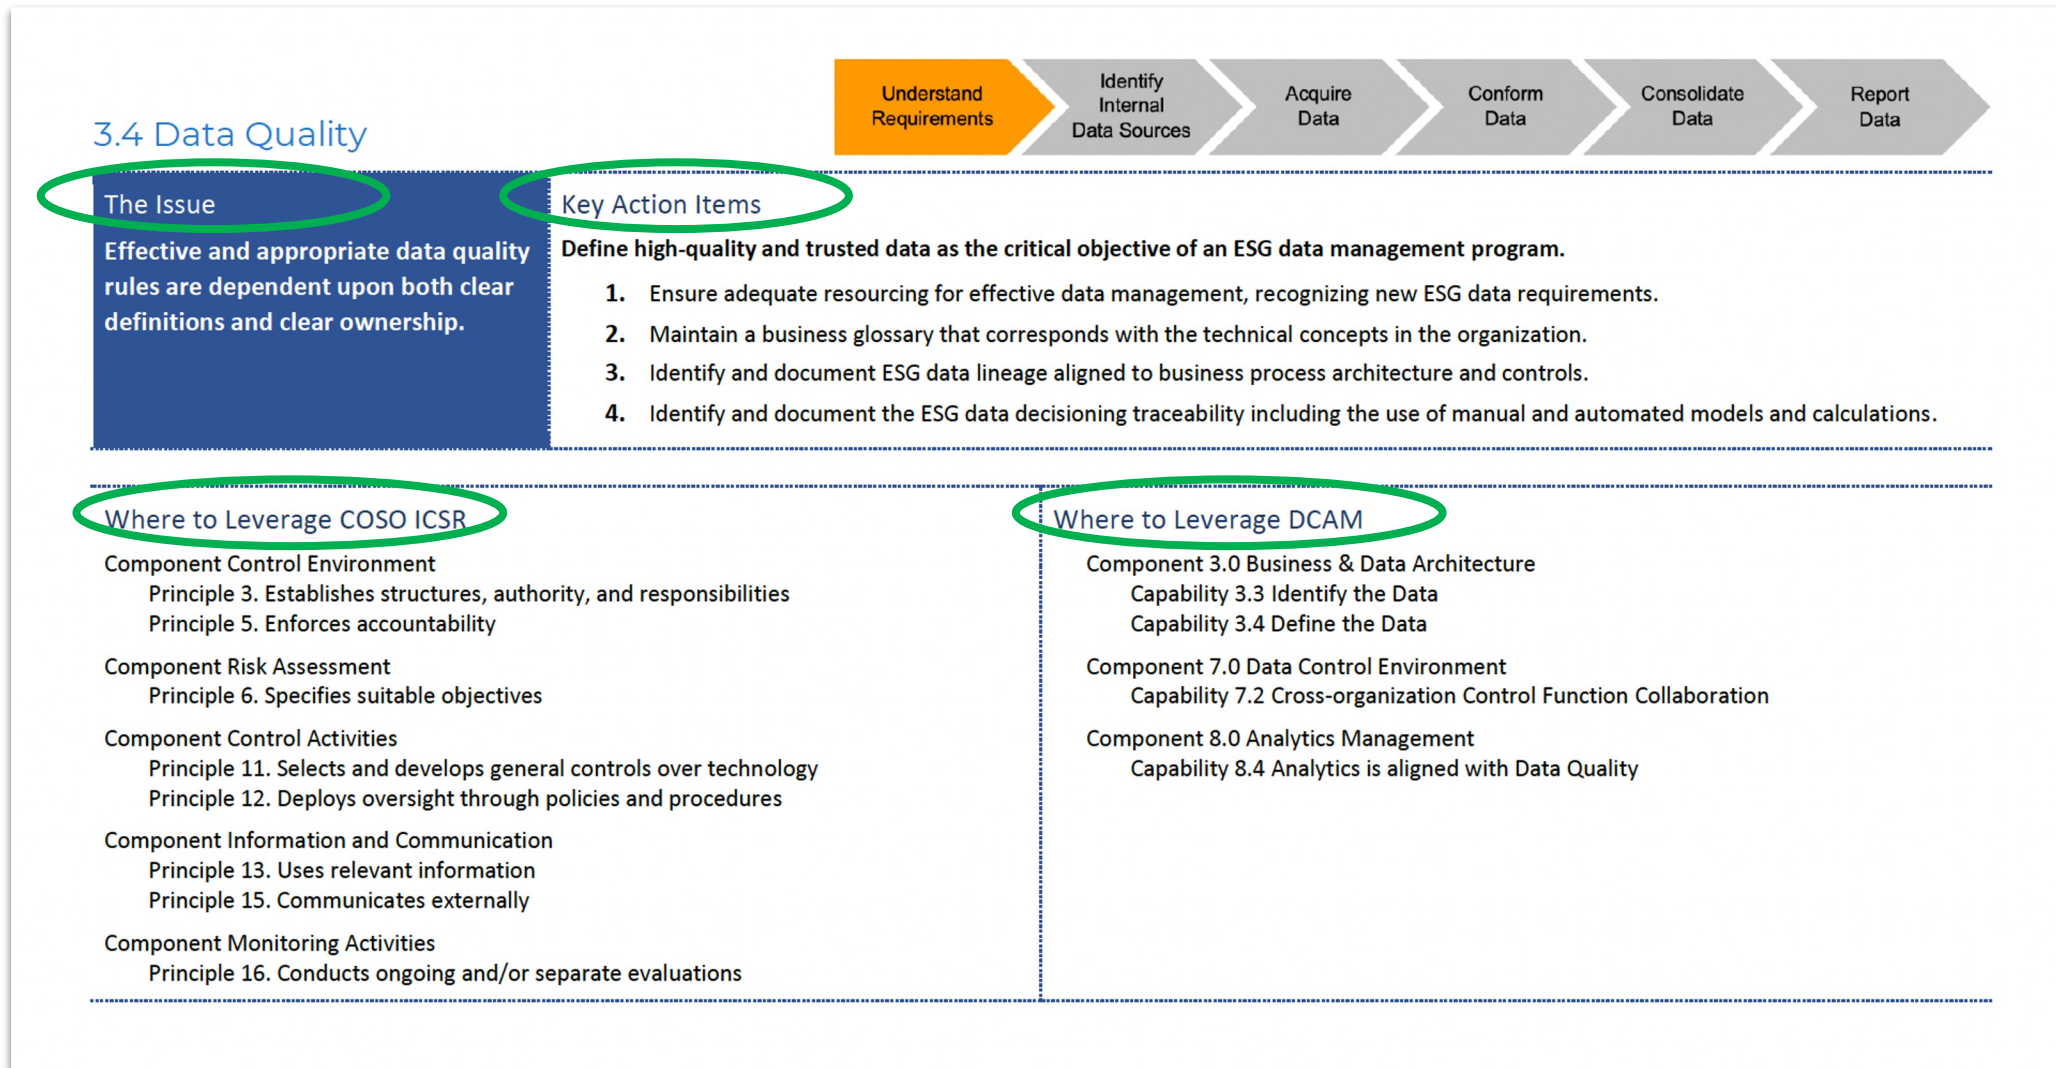 Understand
Requirements
Identify
Internal
Data Sources
Acquire
Data
Conform
Data
Consolidate
Data
Report
Data
3.4 Data Quality
The Issue
Effective and appropriate data quality
rules are dependent upon both clear
definitions and clear ownership.
Key Action Items
Define high-quality and trusted data as the critical objective of an ESG data management program.
1. Ensure adequate resourcing for effective data management, recognizing new ESG data requirements.
2. Maintain a business glossary that corresponds with the technical concepts in the organization.
3. Identify and document ESG data lineage aligned to business process architecture and controls.
4. Identify and document the ESG data decisioning traceability including the use of manual and automated models and calculations.
Where to Leverage COSO ICSR
Component Control Environment
Principle 3. Establishes structures, authority, and responsibilities
Principle 5. Enforces accountability
Component Risk Assessment
Principle 6. Specifies suitable objectives
Component Control Activities
Principle 11. Selects and develops general controls over technology
Principle 12. Deploys oversight through policies and procedures
Component Information and Communication
Principle 13. Uses relevant information
Principle 15. Communicates externally
Component Monitoring Activities
Principle 16. Conducts ongoing and/or separate evaluations
Where to Leverage DCAM
Component 3.0 Business & Data Architecture
Capability 3.3 Identify the Data
Capability 3.4 Define the Data
Component 7.0 Data Control Environment
Capability 7.2 Cross-organization Control Function Collaboration
Component 8.0 Analytics Management
Capability 8.4 Analytics is aligned with Data Quality